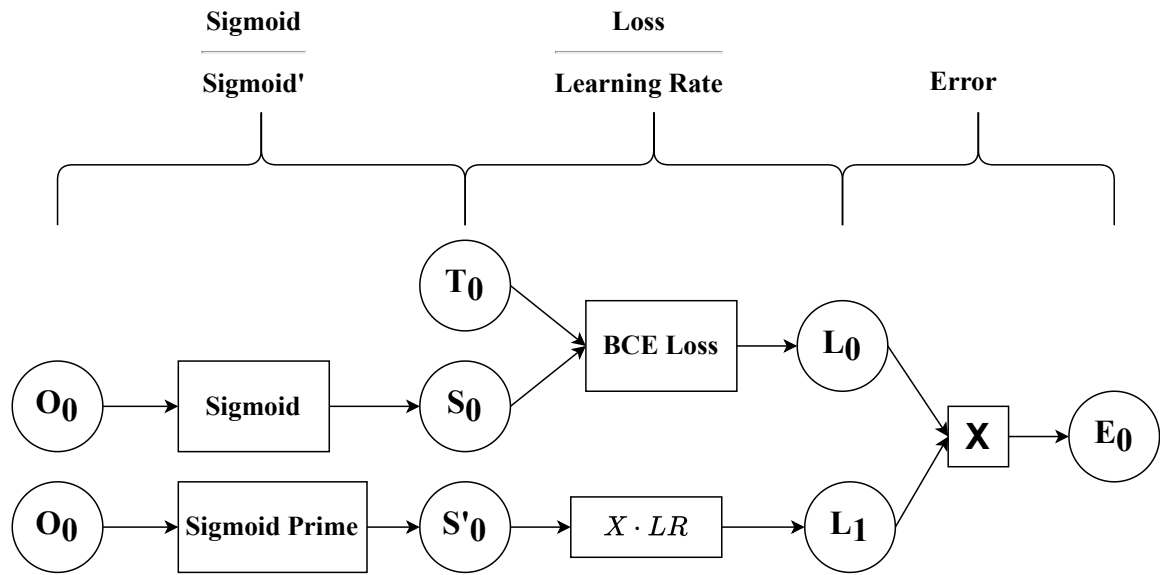 Sigmoid
Sigmoid'
Loss
Learning Rate
Error
T0
BCE Loss
L0
O0
Sigmoid
S0
X
E0
O0
Sigmoid Prime
S'0
X · LR
L1